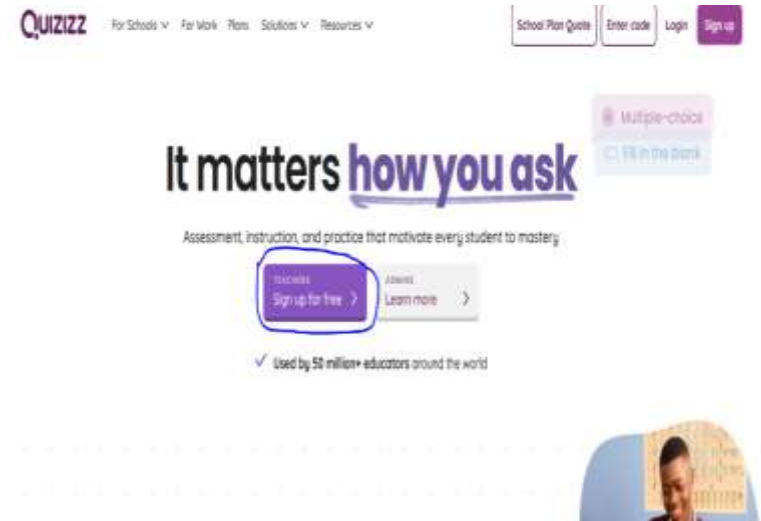 QUIZIZZ For Schools For Work Plans Solutions Resources School Plan Quote Enter code Login Sign up
Multiple-choice
Fill in the blank
It matters how you ask
Assessment, instruction, and practice that motivate every student to mastery
TEACHERS ADMINS
Sign up for free Learn more
Used by 50 million+ educators around the world